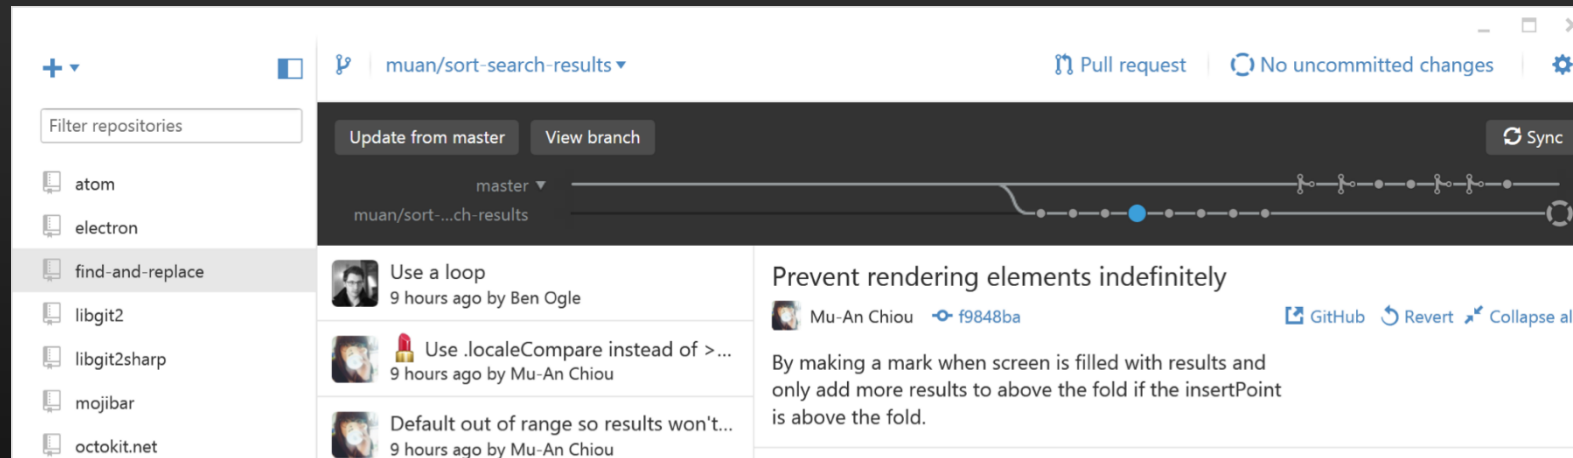 muan/sort-search-results
Pull request
No uncommitted changes
Filter repositories
atom
electron
find-and-replace
libgit2
libgit2sharp
mojibar
octokit.net
Update from master
View branch
Sync
master
muan/sort-...ch-results
Use a loop
9 hours ago by Ben Ogle
Use .localeCompare instead of >...
9 hours ago by Mu-An Chiou
Default out of range so results won't...
9 hours ago by Mu-An Chiou
Prevent rendering elements indefinitely
Mu-An Chiou f9848ba
GitHub Revert Collapse al
By making a mark when screen is filled with results and
only add more results to above the fold if the insertPoint
is above the fold.